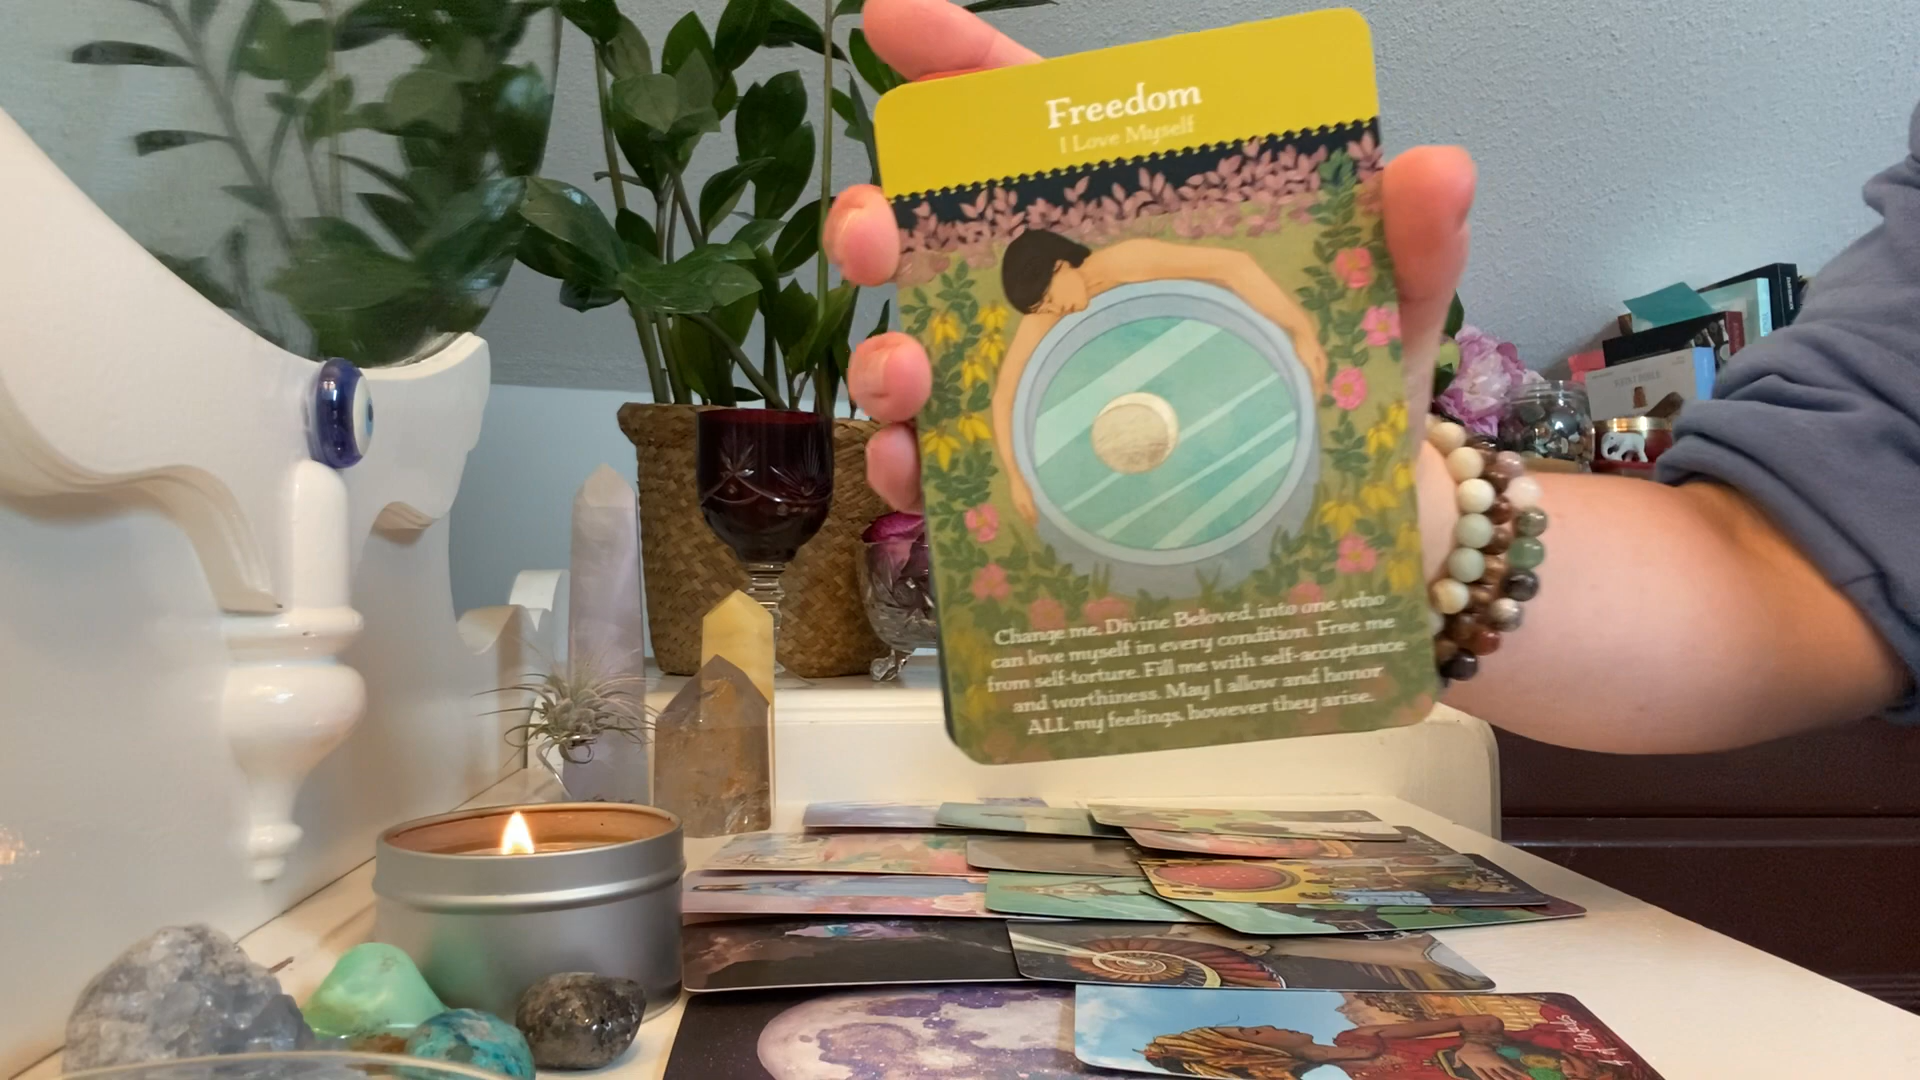 Freedom
I Love Myself
Change me, Divine Beloved, into one who
can love myself in every condition. Free me
from self-torture. Fill me with self-acceptance
and worthiness. May I allow and honor
ALL my feelings, however they arise.